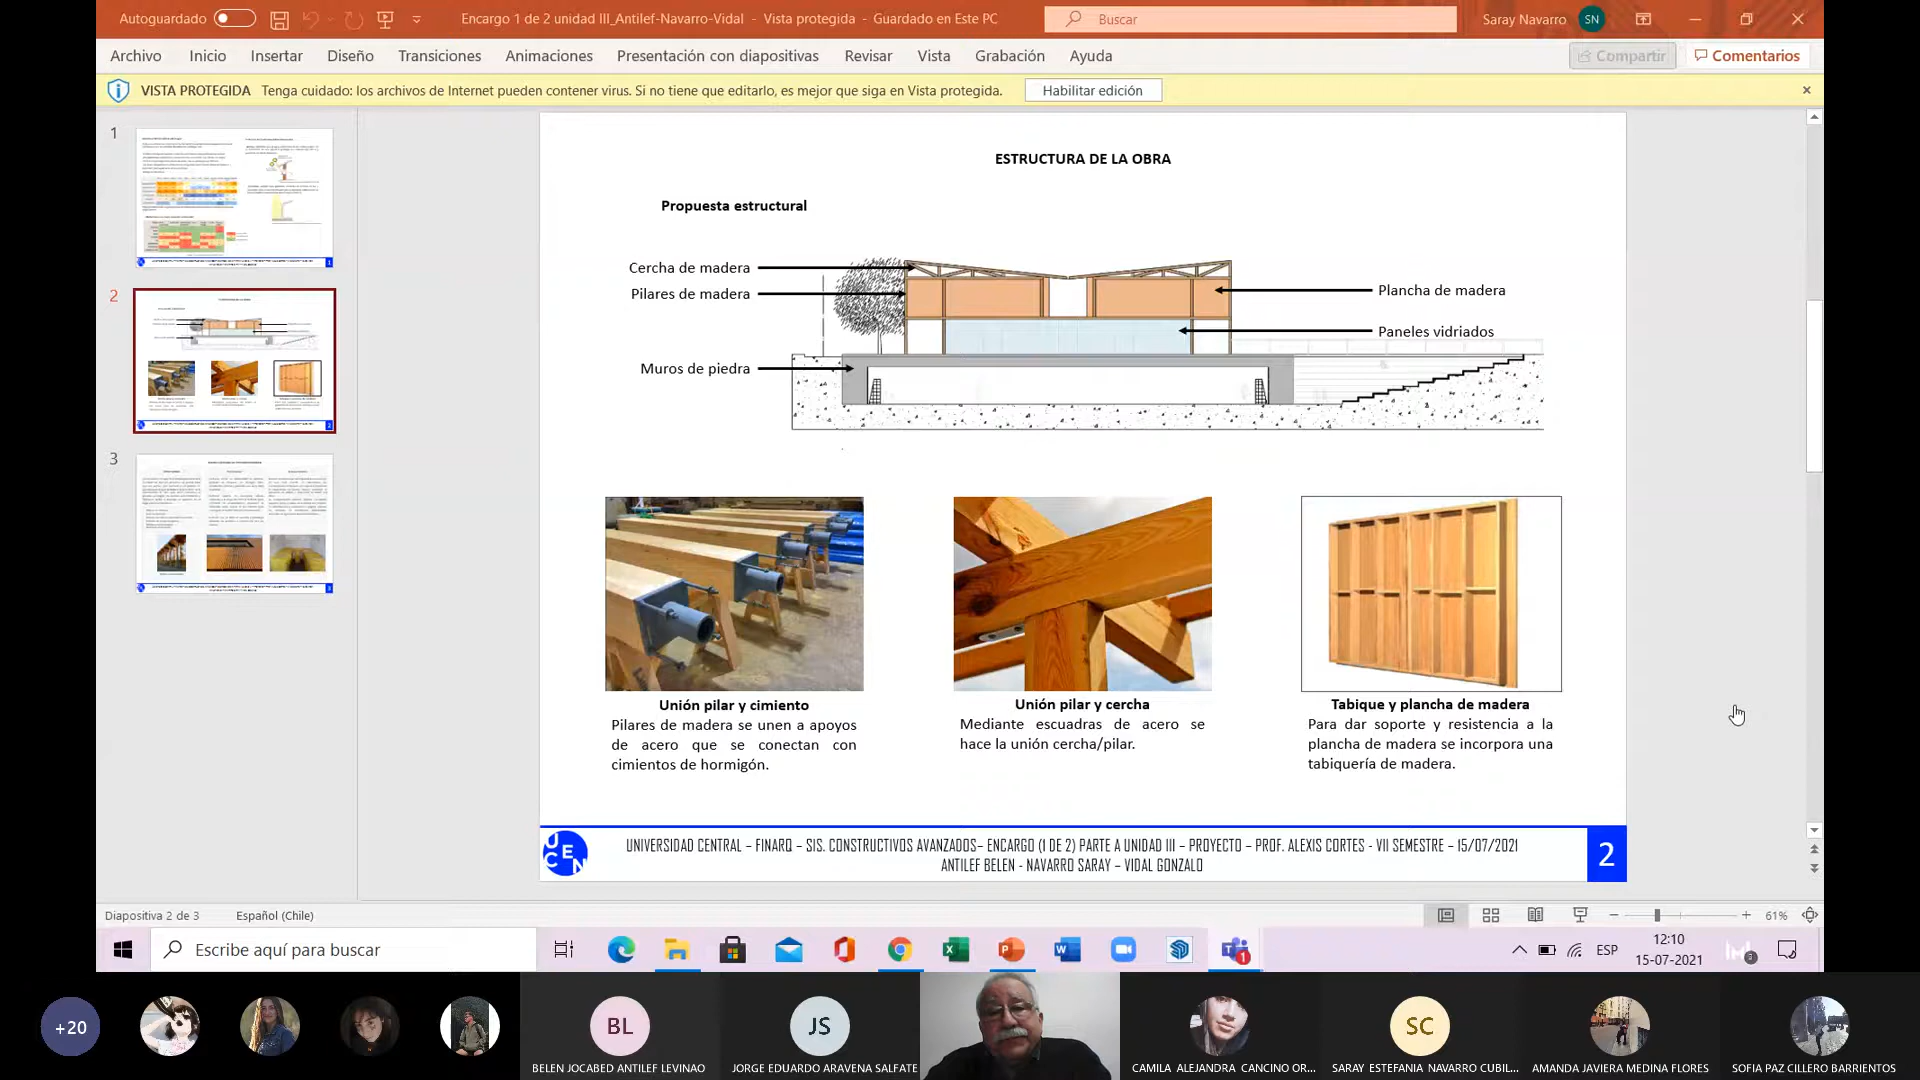 Autoguardado
Encargo 1 de 2 unidad III_Antilef-Navarro-Vidal - Vista protegida - Guardado en Este PC
Buscar
Saray Navarro
SN
Archivo
Inicio
Insertar
Diseño
Transiciones
Animaciones
Presentación con diapositivas
Revisar
Vista
Grabación
Ayuda
Compartir
Comentarios
VISTA PROTEGIDA Tenga cuidado: los archivos de Internet pueden contener virus. Si no tiene que editarlo, es mejor que siga en Vista protegida.
Habilitar edición
1
2
3
ESTRUCTURA DE LA OBRA
Propuesta estructural
Cercha de madera
Pilares de madera
Muros de piedra
Plancha de madera
Paneles vidriados
Unión pilar y cimiento
Pilares de madera se unen a apoyos
de acero que se conectan con
cimientos de hormigón.
Unión pilar y cercha
Mediante escuadras de acero se
hace la unión cercha/pilar.
Tabique y plancha de madera
Para dar soporte y resistencia a la
plancha de madera se incorpora una
tabiquería de madera.
UCEN
UNIVERSIDAD CENTRAL – FINARQ – SIS. CONSTRUCTIVOS AVANZADOS– ENCARGO (1 DE 2) PARTE A UNIDAD III – PROYECTO – PROF. ALEXIS CORTES - VII SEMESTRE – 15/07/2021
ANTILEF BELEN - NAVARRO SARAY – VIDAL GONZALO
2
Diapositiva 2 de 3
Español (Chile)
61%
Escribe aquí para buscar
1
ESP
12:10
15-07-2021
+20
BL
BELEN JOCABED ANTILEF LEVINAO
JS
JORGE EDUARDO ARAVENA SALFATE
CAMILA ALEJANDRA CANCINO OR...
SC
SARAY ESTEFANIA NAVARRO CUBIL...
AMANDA JAVIERA MEDINA FLORES
SOFIA PAZ CILLERO BARRIENTOS